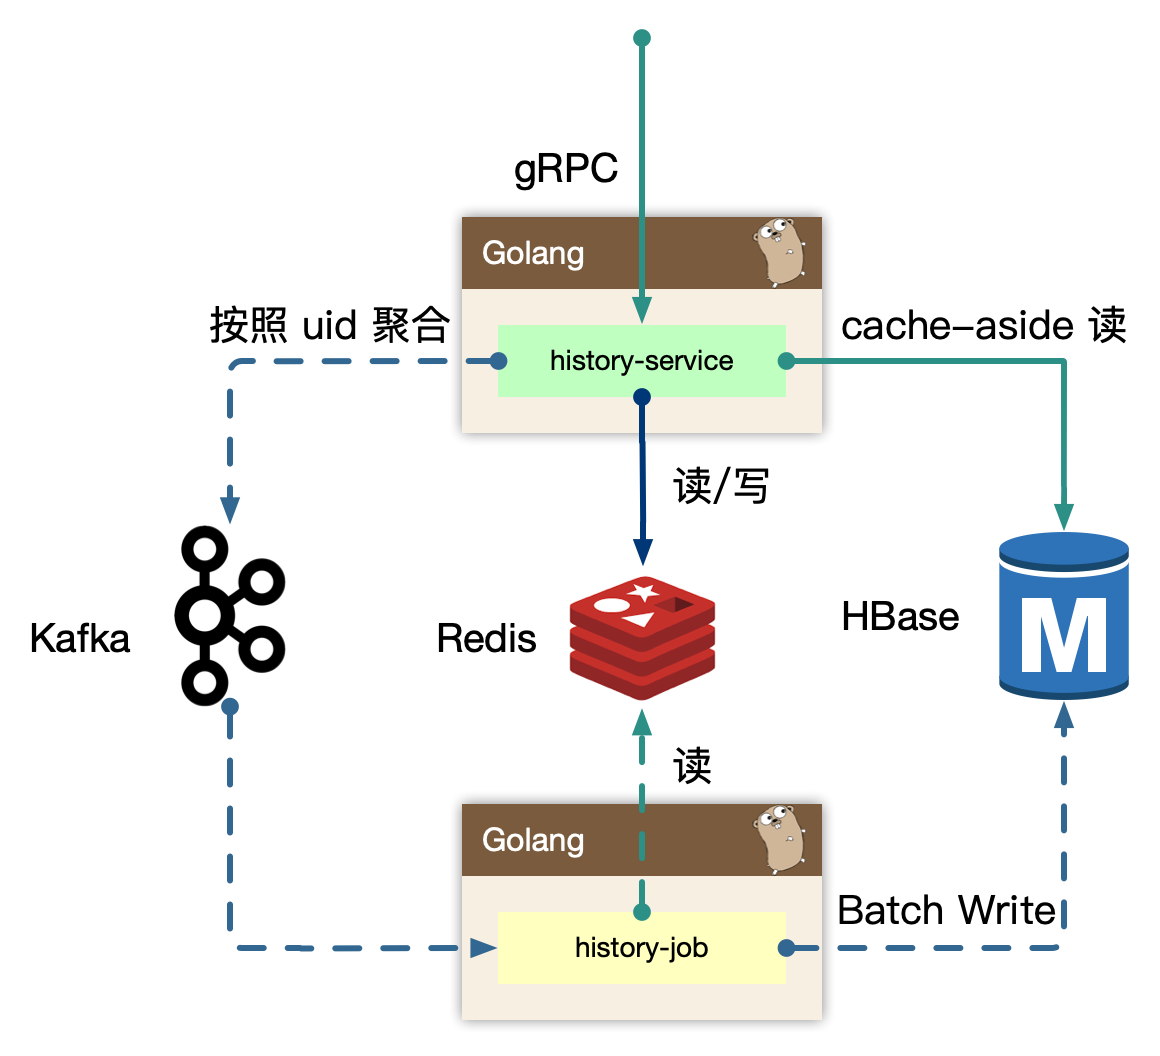 gRPC
Golang
按照 uid 聚合
history-service
cache-aside 读
读/写
Kafka
Redis
HBase
M
读
Golang
Batch Write
history-job